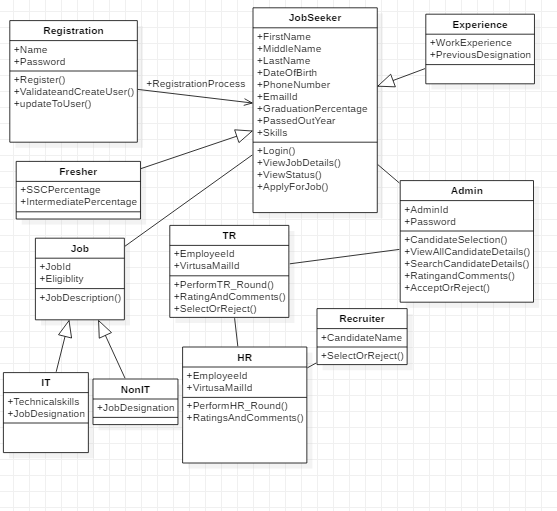 Registration
+Name
+Password
+Register()
+ValidateandCreateUser()
+updateToUser()
+RegistrationProcess
JobSeeker
+FirstName
+MiddleName
+LastName
+DateOfBirth
+PhoneNumber
+EmailId
+GraduationPercentage
+PassedOutYear
+Skills
+Login()
+ViewJobDetails()
+ViewStatus()
+ApplyForJob()
Experience
+WorkExperience
+PreviousDesignation
Fresher
+SSCPercentage
+IntermediatePercentage
Admin
+AdminId
+Password
+CandidateSelection()
+ViewAllCandidateDetails()
+SearchCandidateDetails()
+RatingandComments()
+AcceptOrReject()
Job
+JobId
+Eligiblity
+JobDescription()
TR
+EmployeeId
+VirtusaMailId
+PerformTR_Round()
+RatingAndComments()
+SelectOrReject()
Recruiter
+CandidateName
+SelectOrReject()
HR
+EmployeeId
+VirtusaMailId
+PerformHR_Round()
+RatingsAndComments()
IT
+Technicalskills
+JobDesignation
NonIT
+JobDesignation